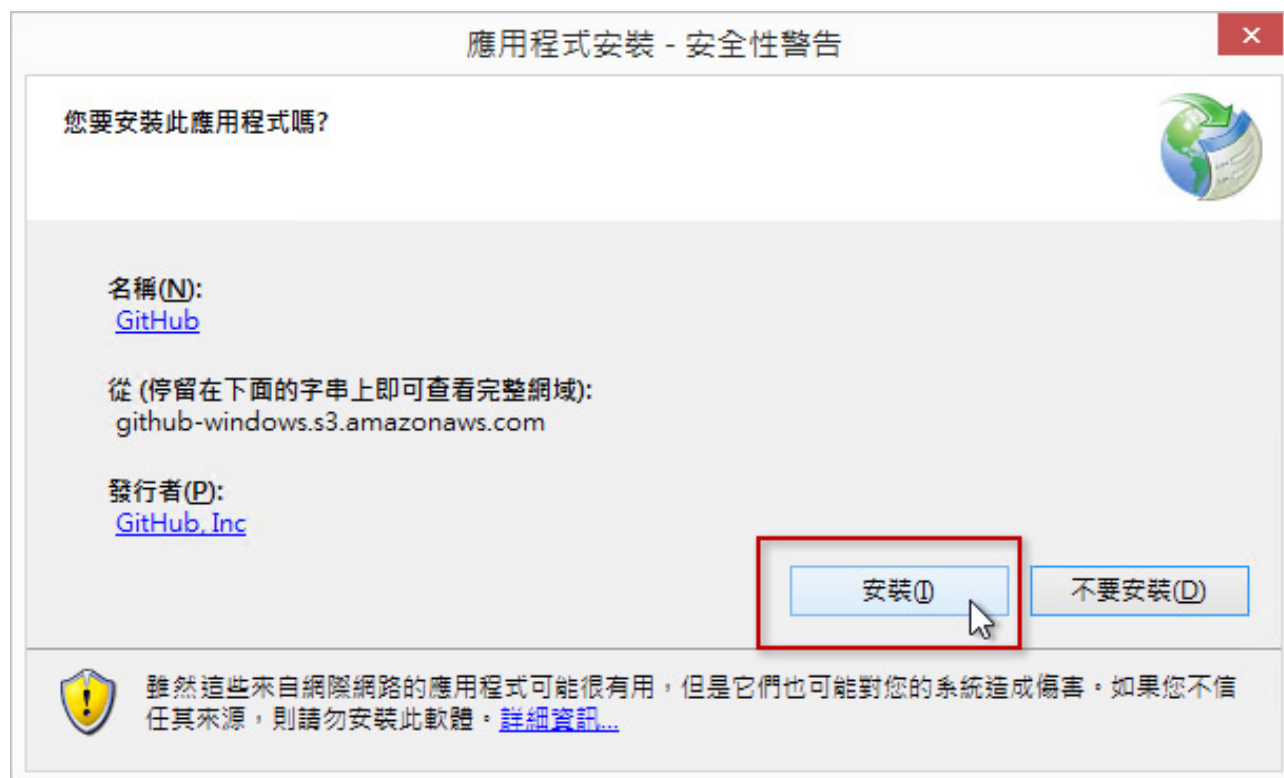 應用程式安裝 - 安全性警告
您要安裝此應用程式嗎?
名稱(N):
GitHub
從 (停留在下面的字串上即可查看完整網域):
github-windows.s3.amazonaws.com
發行者(P):
GitHub, Inc
安裝(I)
不要安裝(D)
雖然這些來自網際網路的應用程式可能很有用，但是它們也可能對您的系統造成傷害。如果您不信
任其來源，則請勿安裝此軟體。詳細資訊...